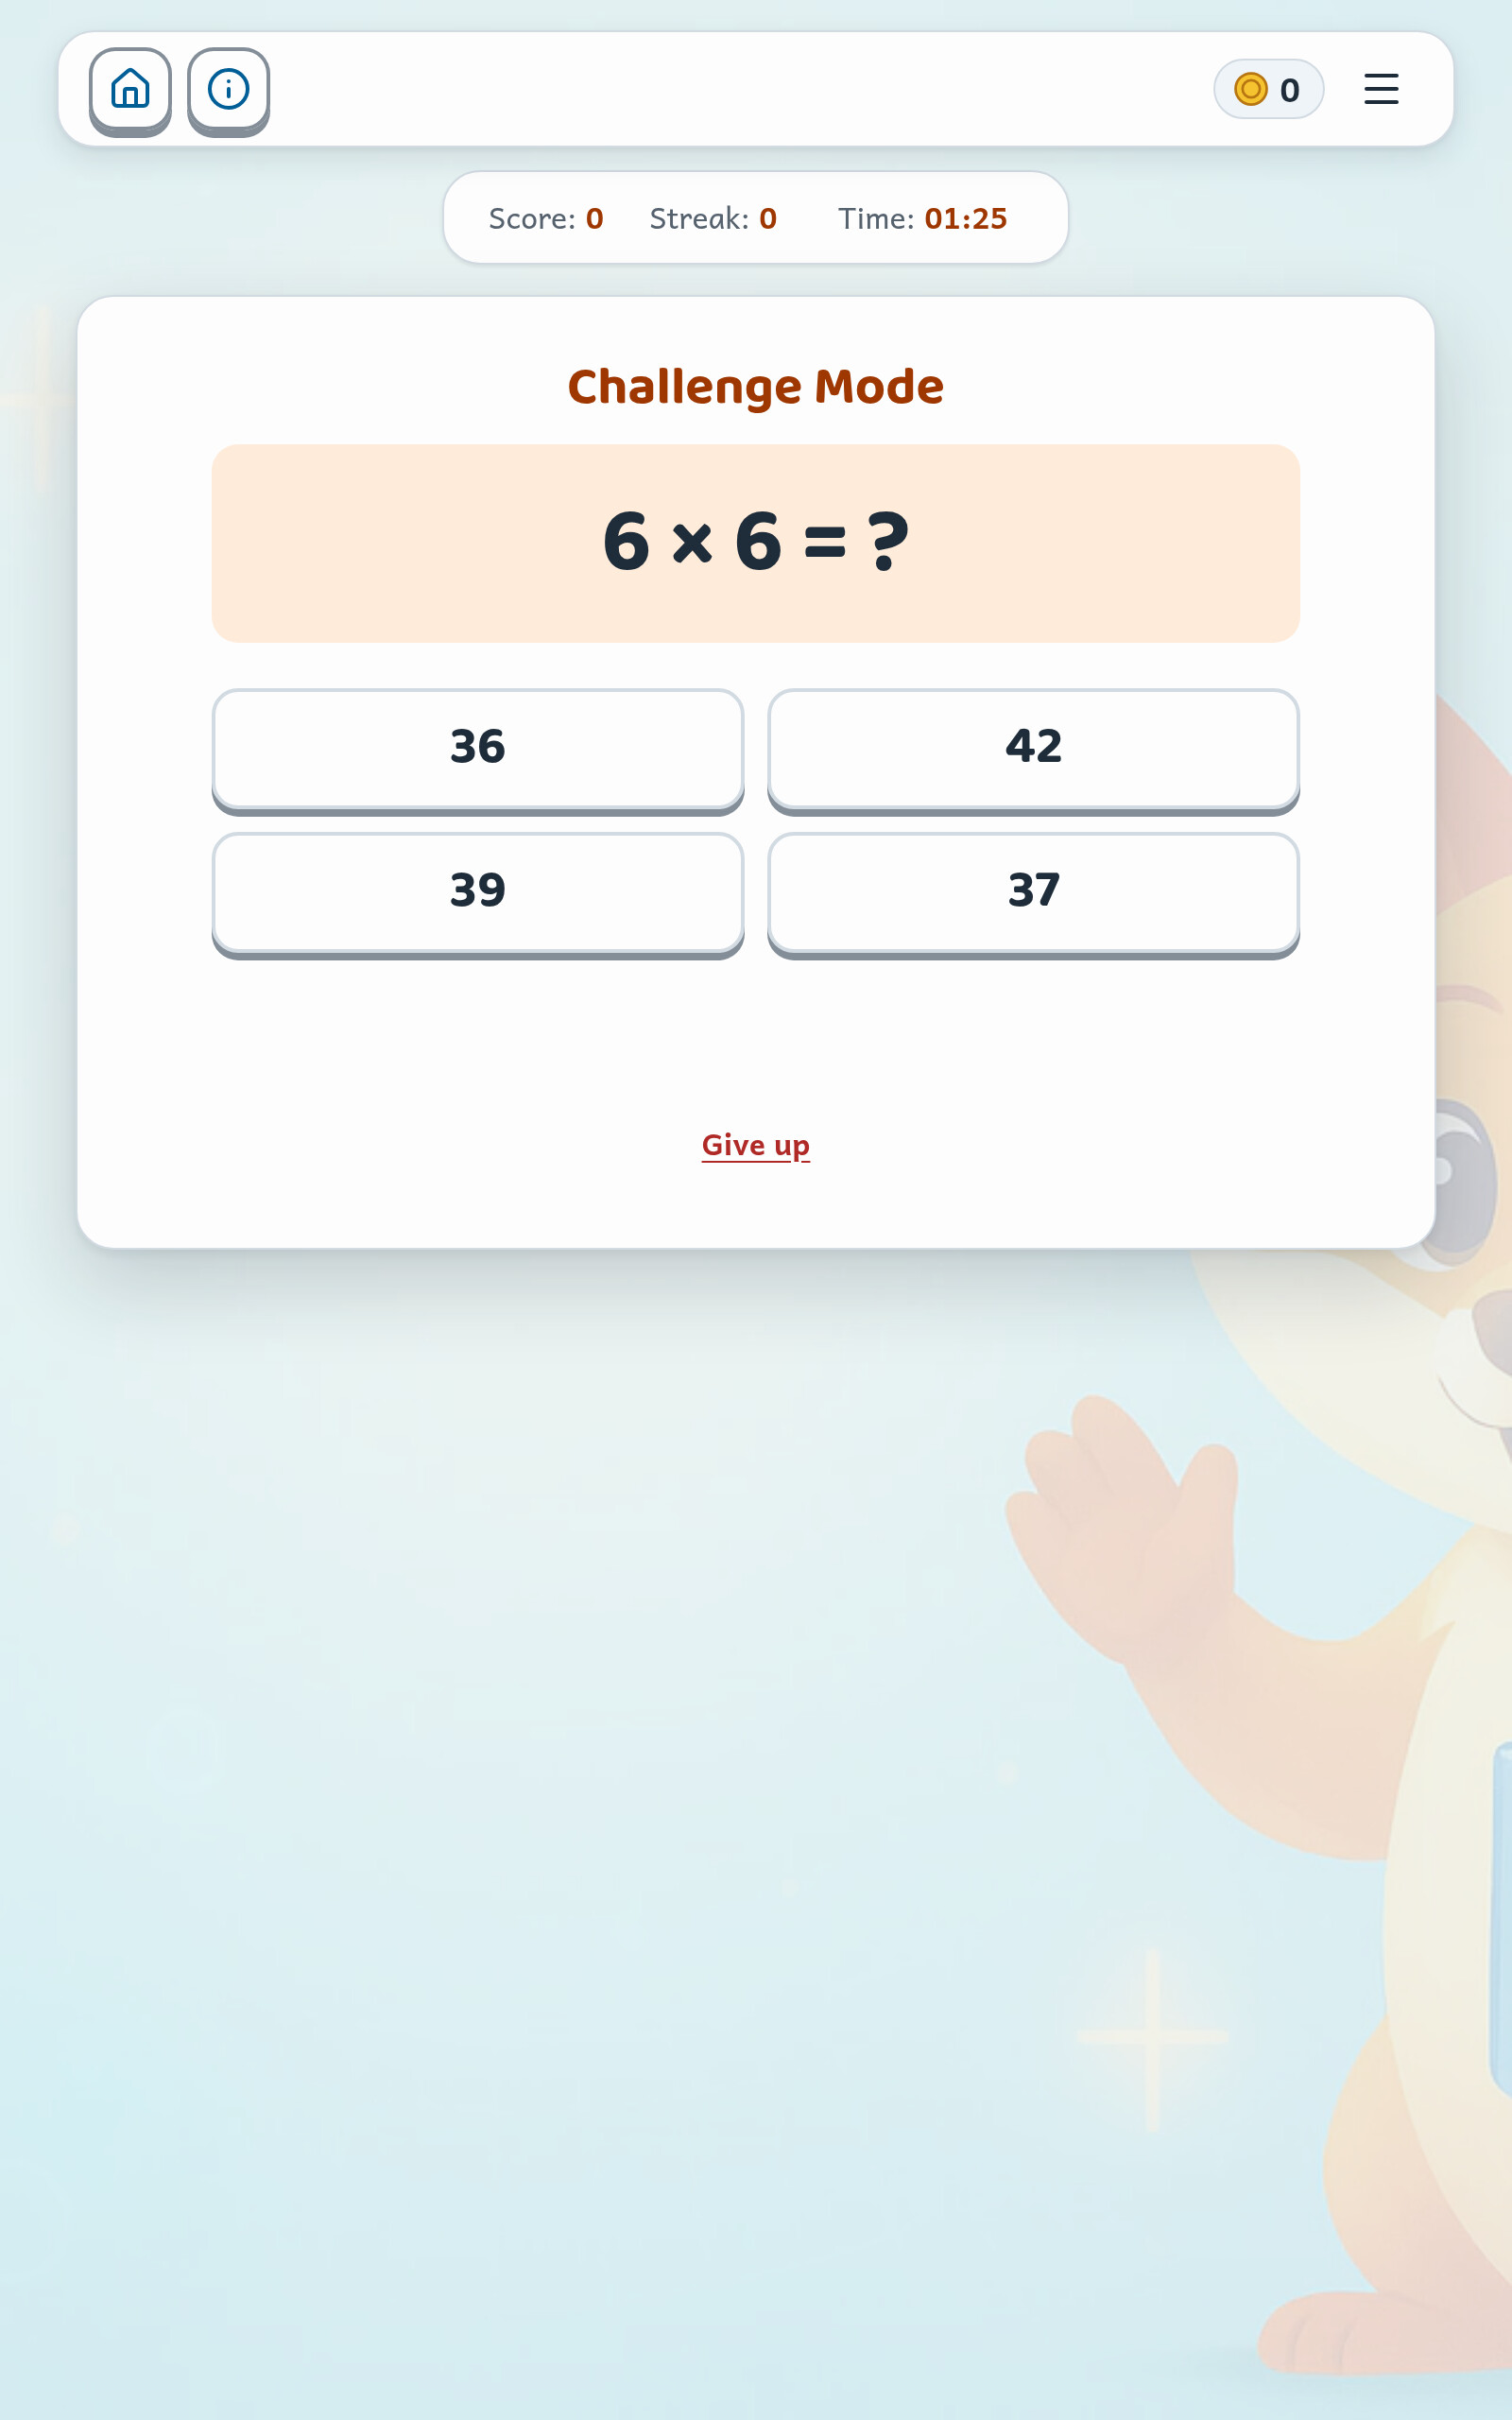 0
Score: 0 Streak: 0 Time: 01:25
Challenge Mode
6 × 6 = ?
36 42
39 37
Give up